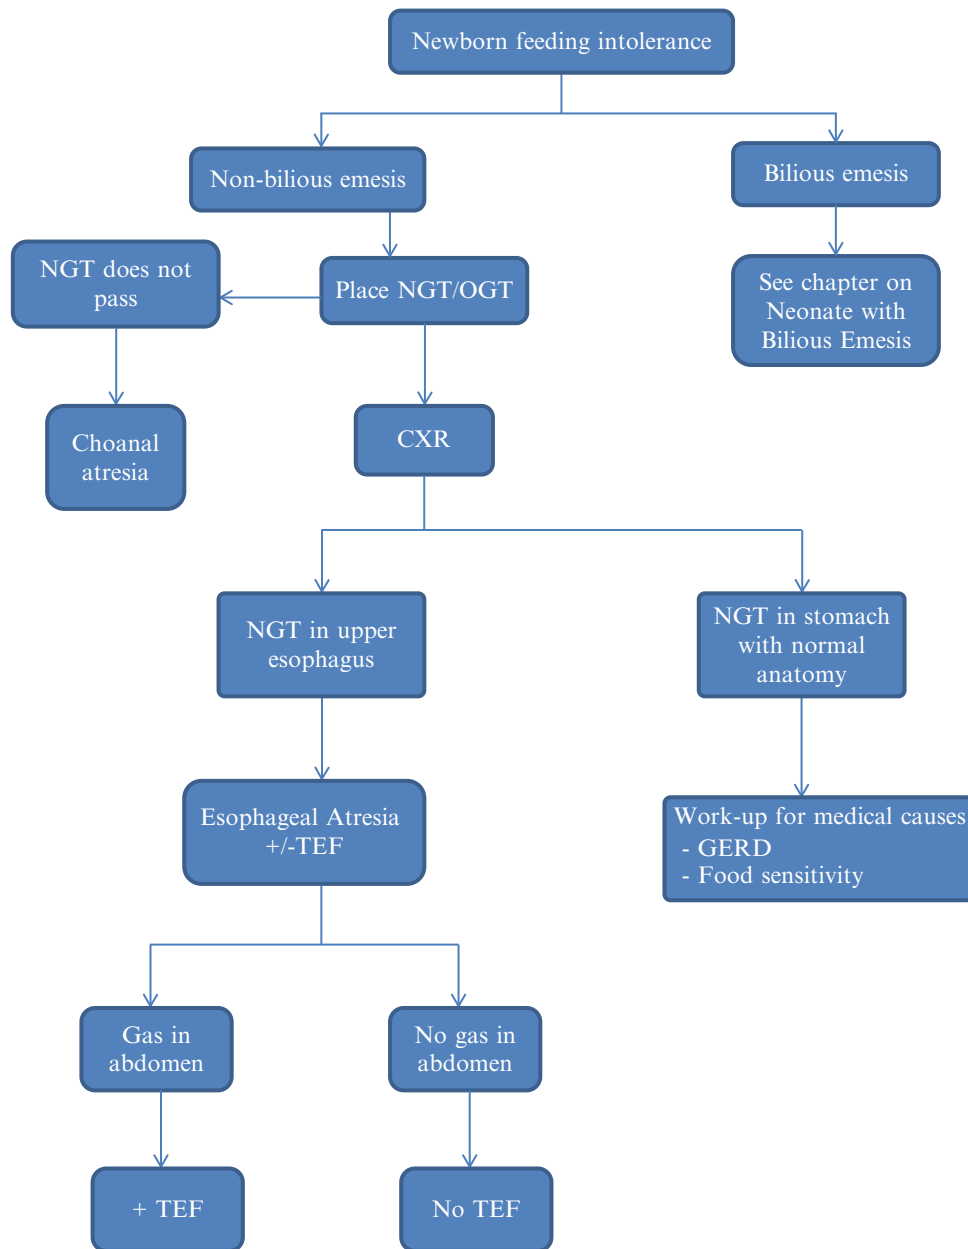 Newborn feeding intolerance
Non-bilious emesis
Bilious emesis
NGT does not
pass
Place NGT/OGT
See chapter on
Neonate with
Bilious Emesis
Choanal
atresia
CXR
NGT in upper
esophagus
NGT in stomach
with normal
anatomy
Esophageal Atresia
+/-TEF
Work-up for medical causes
- GERD
- Food sensitivity
Gas in
abdomen
No gas in
abdomen
+ TEF
No TEF